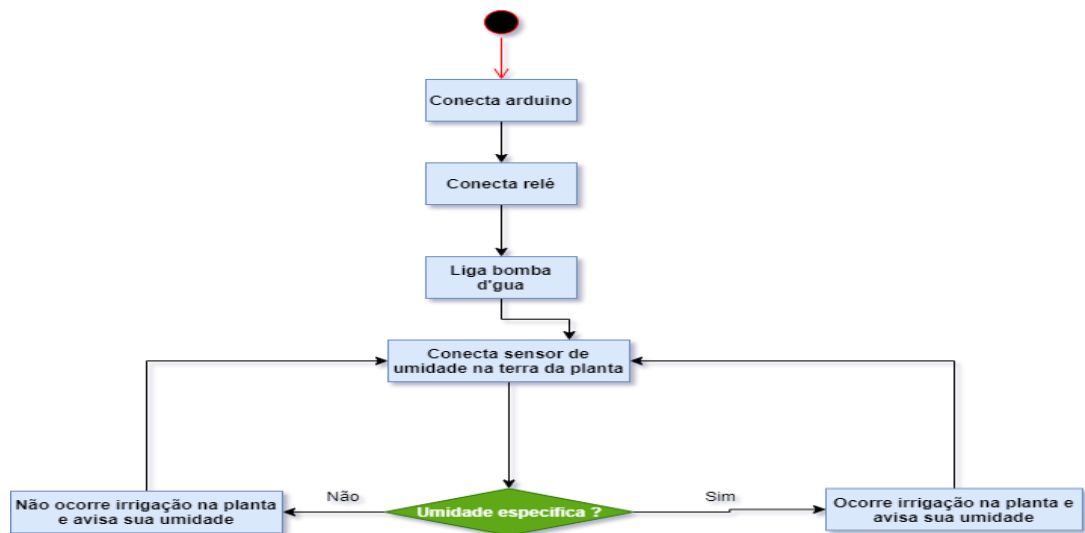 Conecta arduino
Conecta relé
Liga bomba
d'gua
Conecta sensor de
umidade na terra da planta
Não
Sim
Não ocorre irrigação na planta
e avisa sua umidade
Umidade específica ?
Ocorre irrigação na planta e
avisa sua umidade